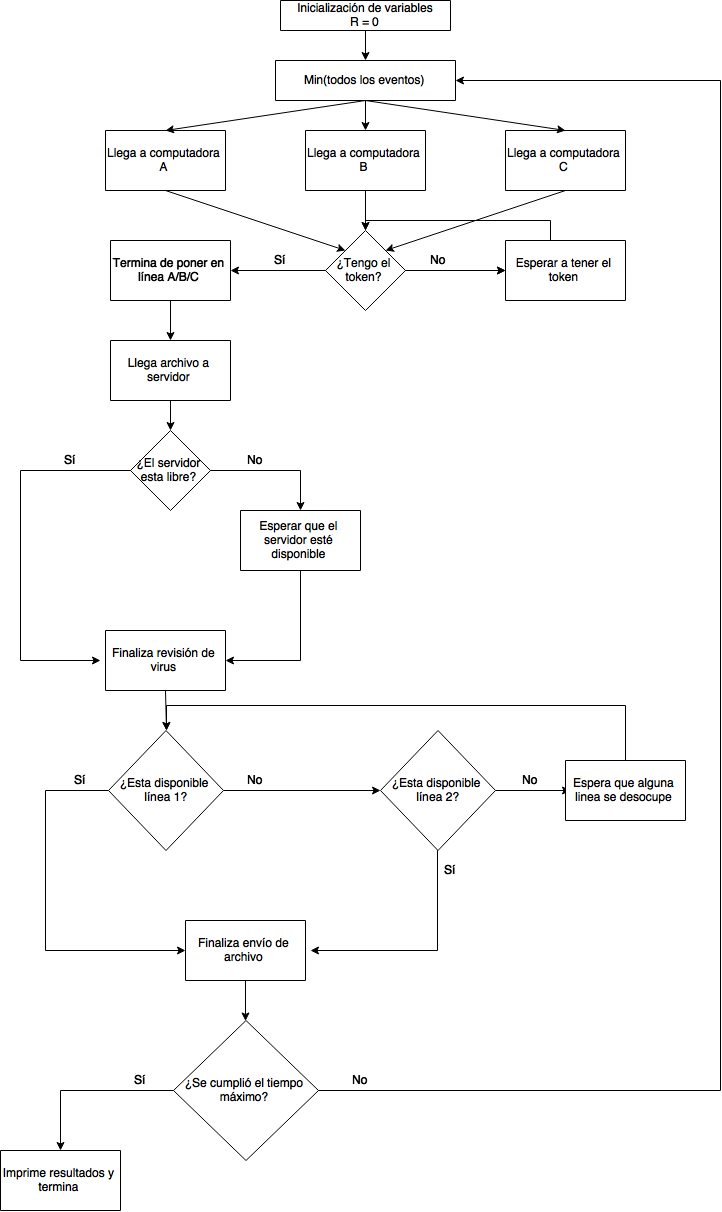 Inicialización de variables
R = 0
Min(todos los eventos)
Llega a computadora
A
Llega a computadora
B
Llega a computadora
C
¿Tengo el
token?
Sí
No
Termina de poner en
línea A/B/C
Esperar a tener el
token
Llega archivo a
servidor
¿El servidor
esta libre?
Sí
No
Esperar que el
servidor esté
disponible
Finaliza revisión de
virus
¿Esta disponible
línea 1?
Sí
No
¿Esta disponible
línea 2?
No
Sí
Espera que alguna
linea se desocupe
Finaliza envío de
archivo
¿Se cumplió el tiempo
máximo?
Sí
No
Imprime resultados y
termina